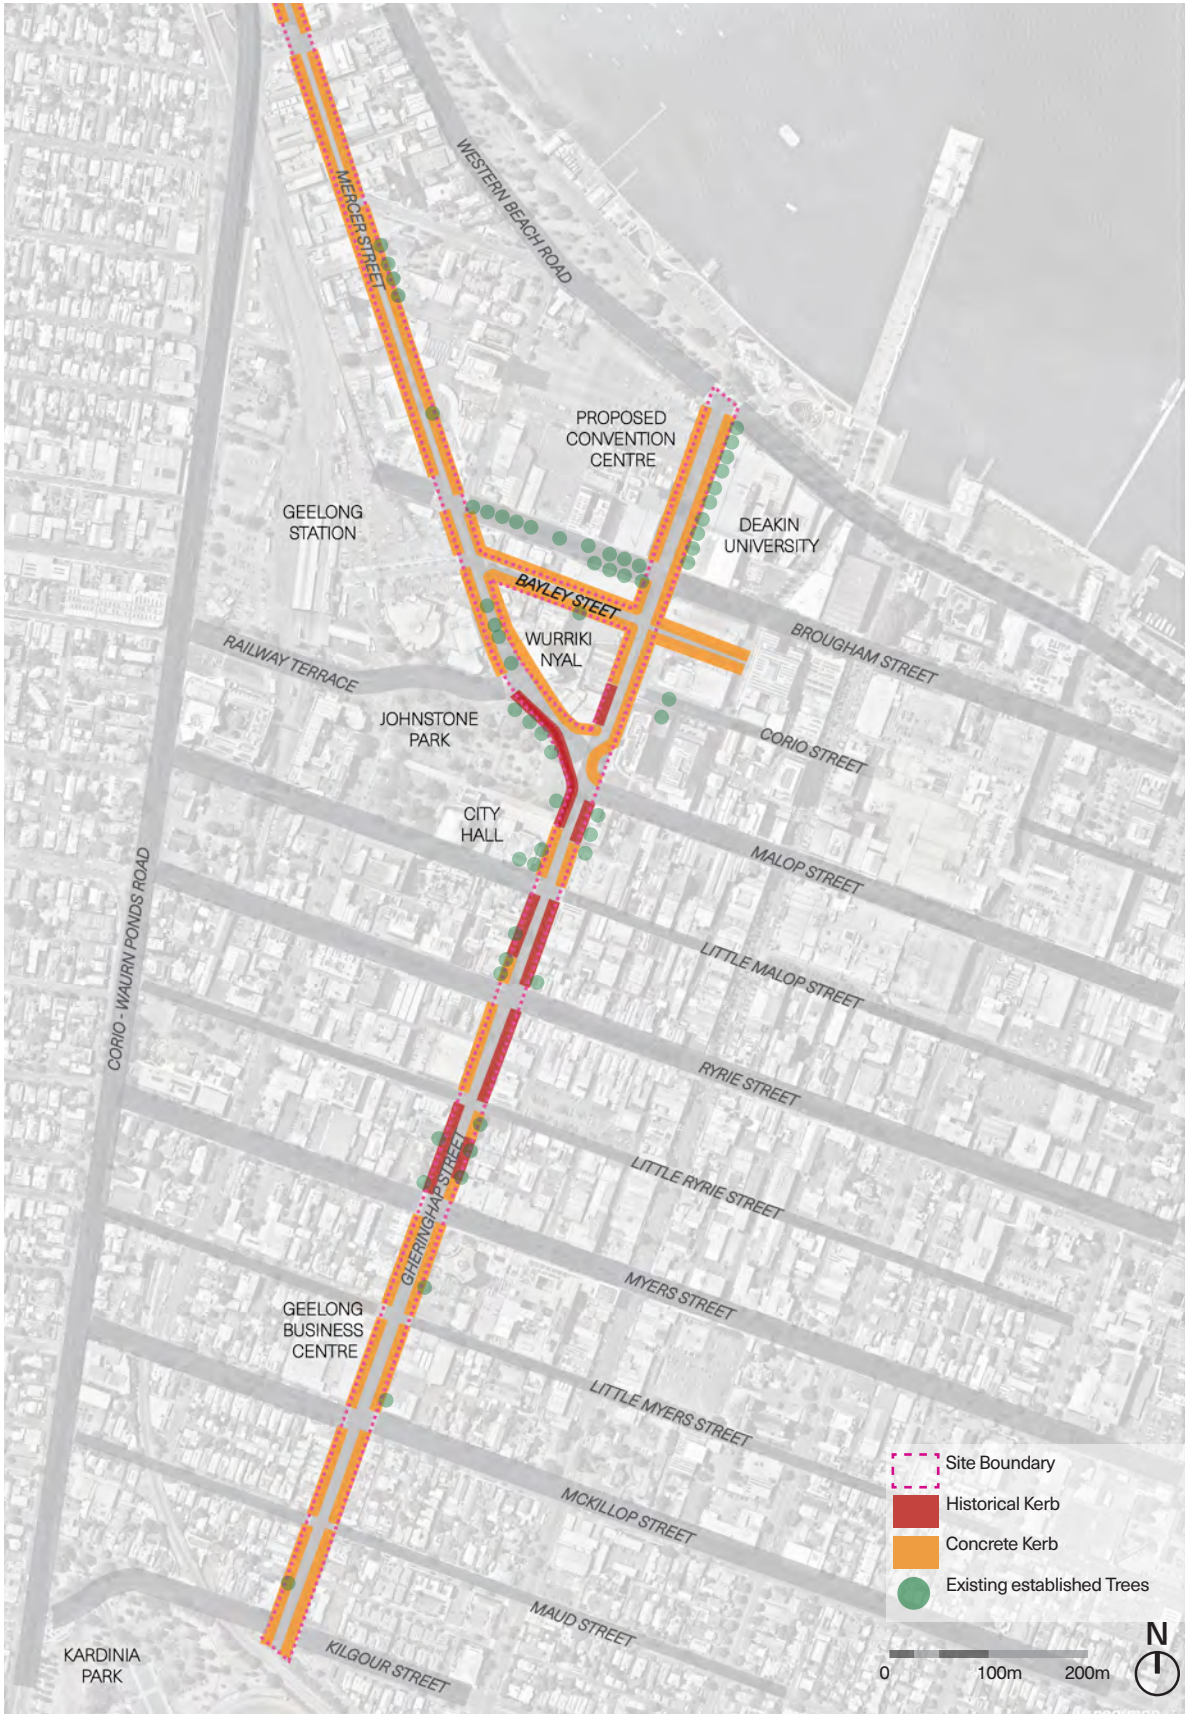 MERCER STREET
WESTERN BEACH ROAD
PROPOSED
CONVENTION
CENTRE
GEELONG
STATION
DEAKIN
UNIVERSITY
BAYLEY STEET
WURRIKI
NYAL
BROUGHAM STREET
RAILWAY TERRACE
JOHNSTONE
PARK
CORIO STREET
CITY
HALL
MALOP STREET
CORIO - WAURN PONDS ROAD
LITTLE MALOP STREET
RYRIE STREET
GHERINGHAP STREET
LITTLE RYRIE STREET
MYERS STREET
GEELONG
BUSINESS
CENTRE
LITTLE MYERS STREET
MCKILLOP STREET
MAUD STREET
KILGOUR STREET
KARDINIA
PARK
Site Boundary
Historical Kerb
Concrete Kerb
Existing established Trees
N
0 100m 200m